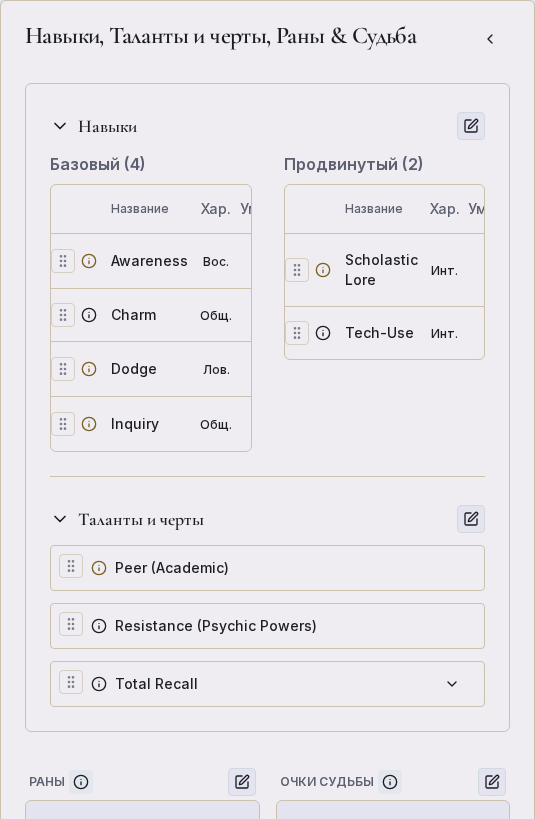 Навыки, Таланты и черты, Раны & Судьба
Навыки
Базовый (4)
Название Хар.
Awareness Вос.
Charm Общ.
Dodge Лов.
Inquiry Общ.
Продвинутый (2)
Название Хар.
Scholastic
Lore Инт.
Tech-Use Инт.
Таланты и черты
Peer (Academic)
Resistance (Psychic Powers)
Total Recall
РАНЫ
ОЧКИ СУДЬБЫ